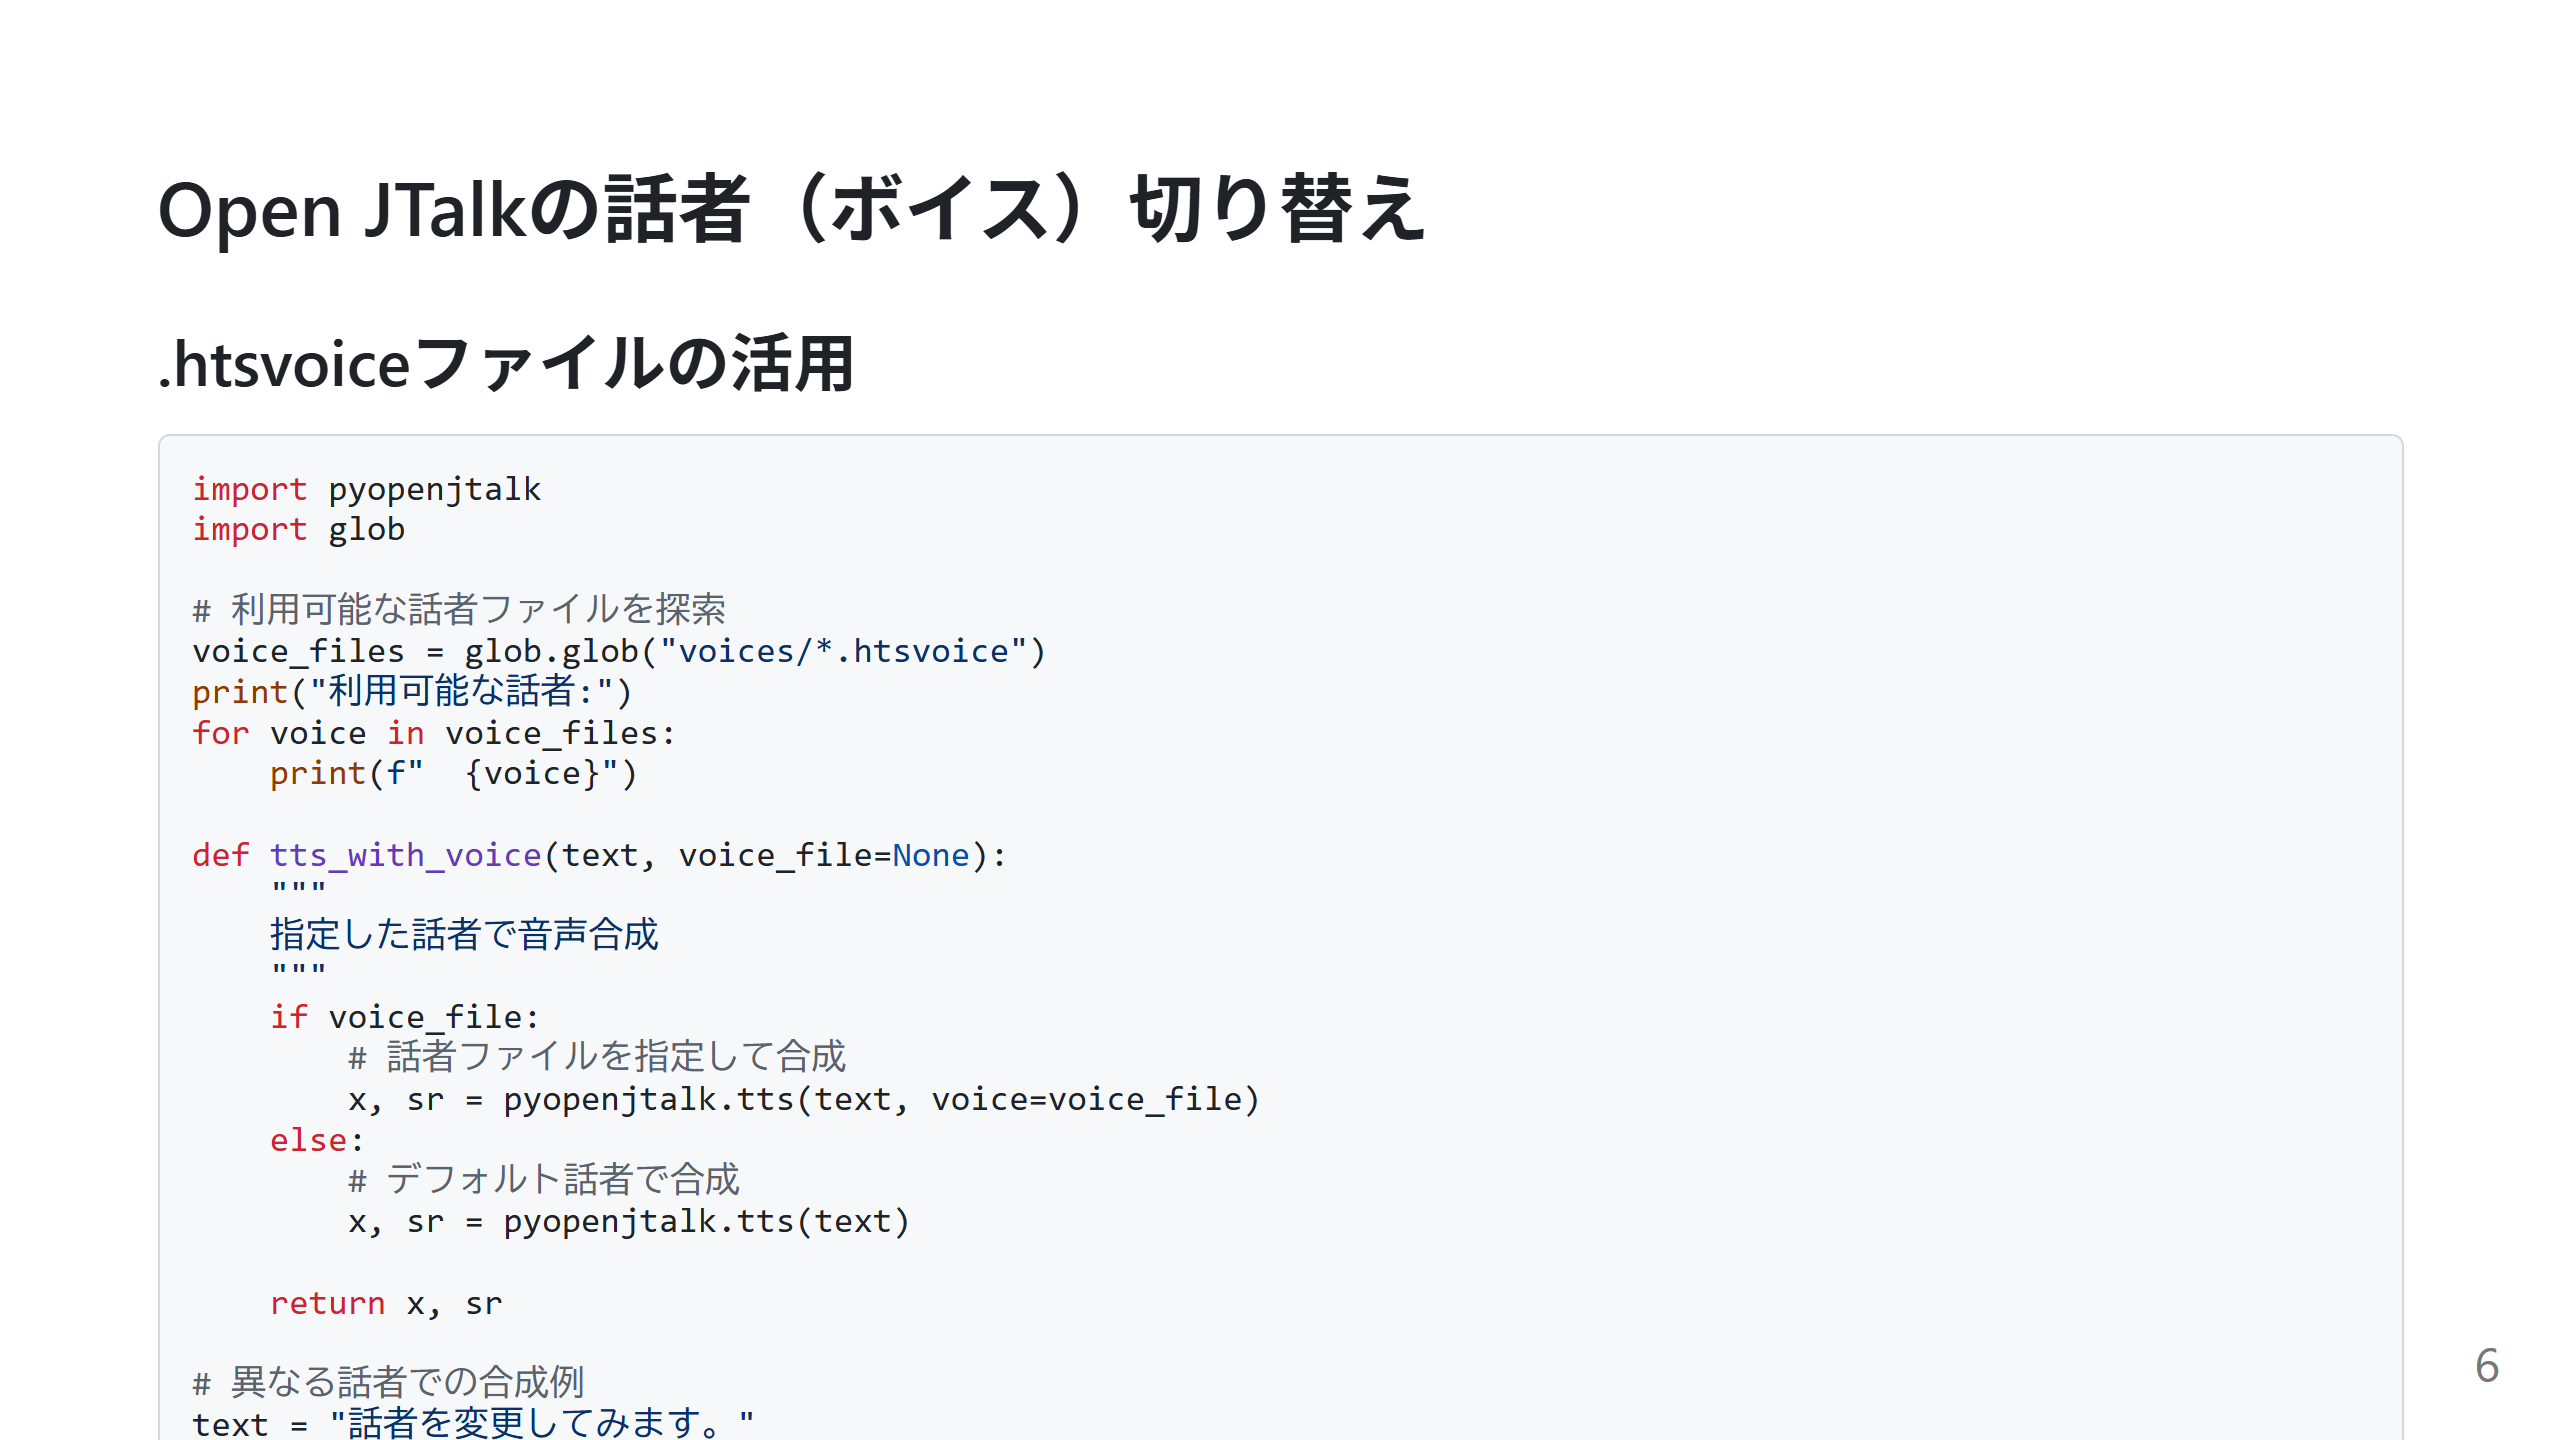 Open JTalkの話者（ボイス）切り替え
.htsvoiceファイルの活用
import pyopenjtalk
import glob

# 利用可能な話者ファイルを探索
voice_files = glob.glob("voices/*.htsvoice")
print("利用可能な話者:")
for voice in voice_files:
    print(f"  {voice}")

def tts_with_voice(text, voice_file=None):
    """
    指定した話者で音声合成
    """
    if voice_file:
        # 話者ファイルを指定して合成
        x, sr = pyopenjtalk.tts(text, voice=voice_file)
    else:
        # デフォルト話者で合成
        x, sr = pyopenjtalk.tts(text)

    return x, sr

# 異なる話者での合成例
text = "話者を変更してみます。"
6